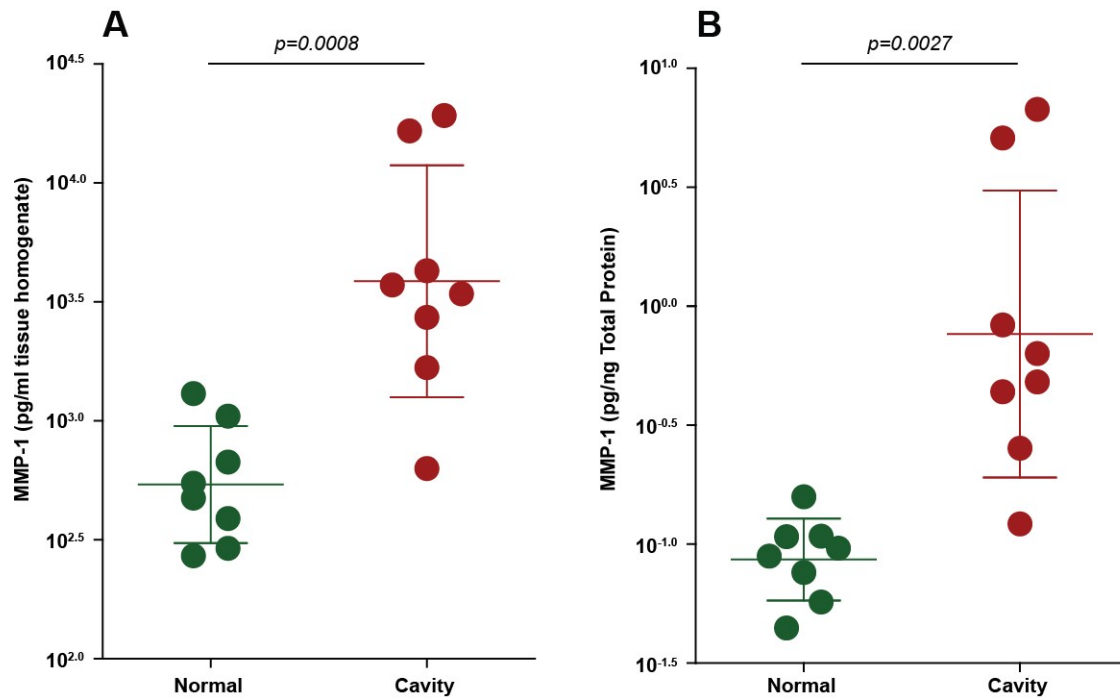 A
p=0.0008
MMP-1 (pg/ml tissue homogenate)
10^4.5
10^4.0
10^3.5
10^3.0
10^2.5
10^2.0
Normal
Cavity
B
p=0.0027
MMP-1 (pg/ng Total Protein)
10^1.0
10^0.5
10^0.0
10^-0.5
10^-1.0
10^-1.5
Normal
Cavity